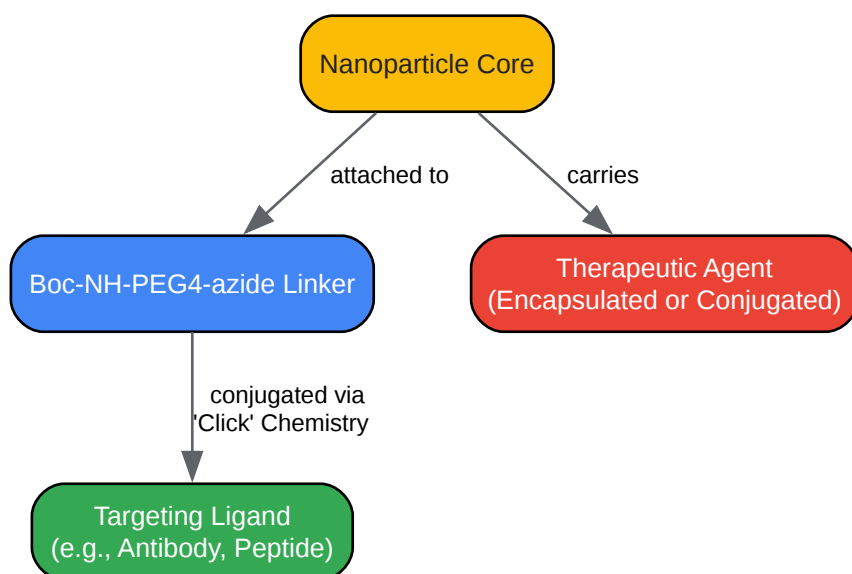 Nanoparticle Core
attached to
carries
Boc-NH-PEG4-azide Linker
Therapeutic Agent
(Encapsulated or Conjugated)
conjugated via
'Click' Chemistry
Targeting Ligand
(e.g., Antibody, Peptide)